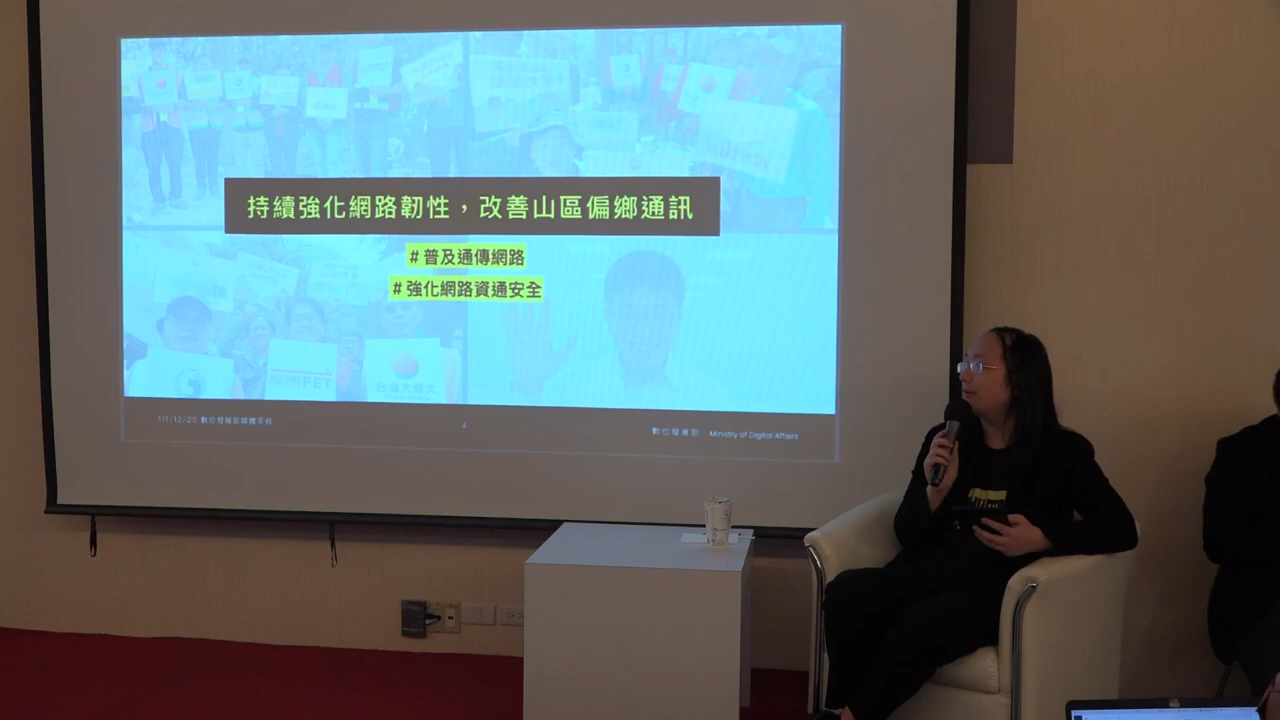 持續強化網路韌性，改善山區偏鄉通訊
#普及通傳網路
#強化網路資通安全
FET
台灣大哥大
111/12/20 數位發展部媒體茶敘
4
數位發展部 Ministry of Digital Affairs